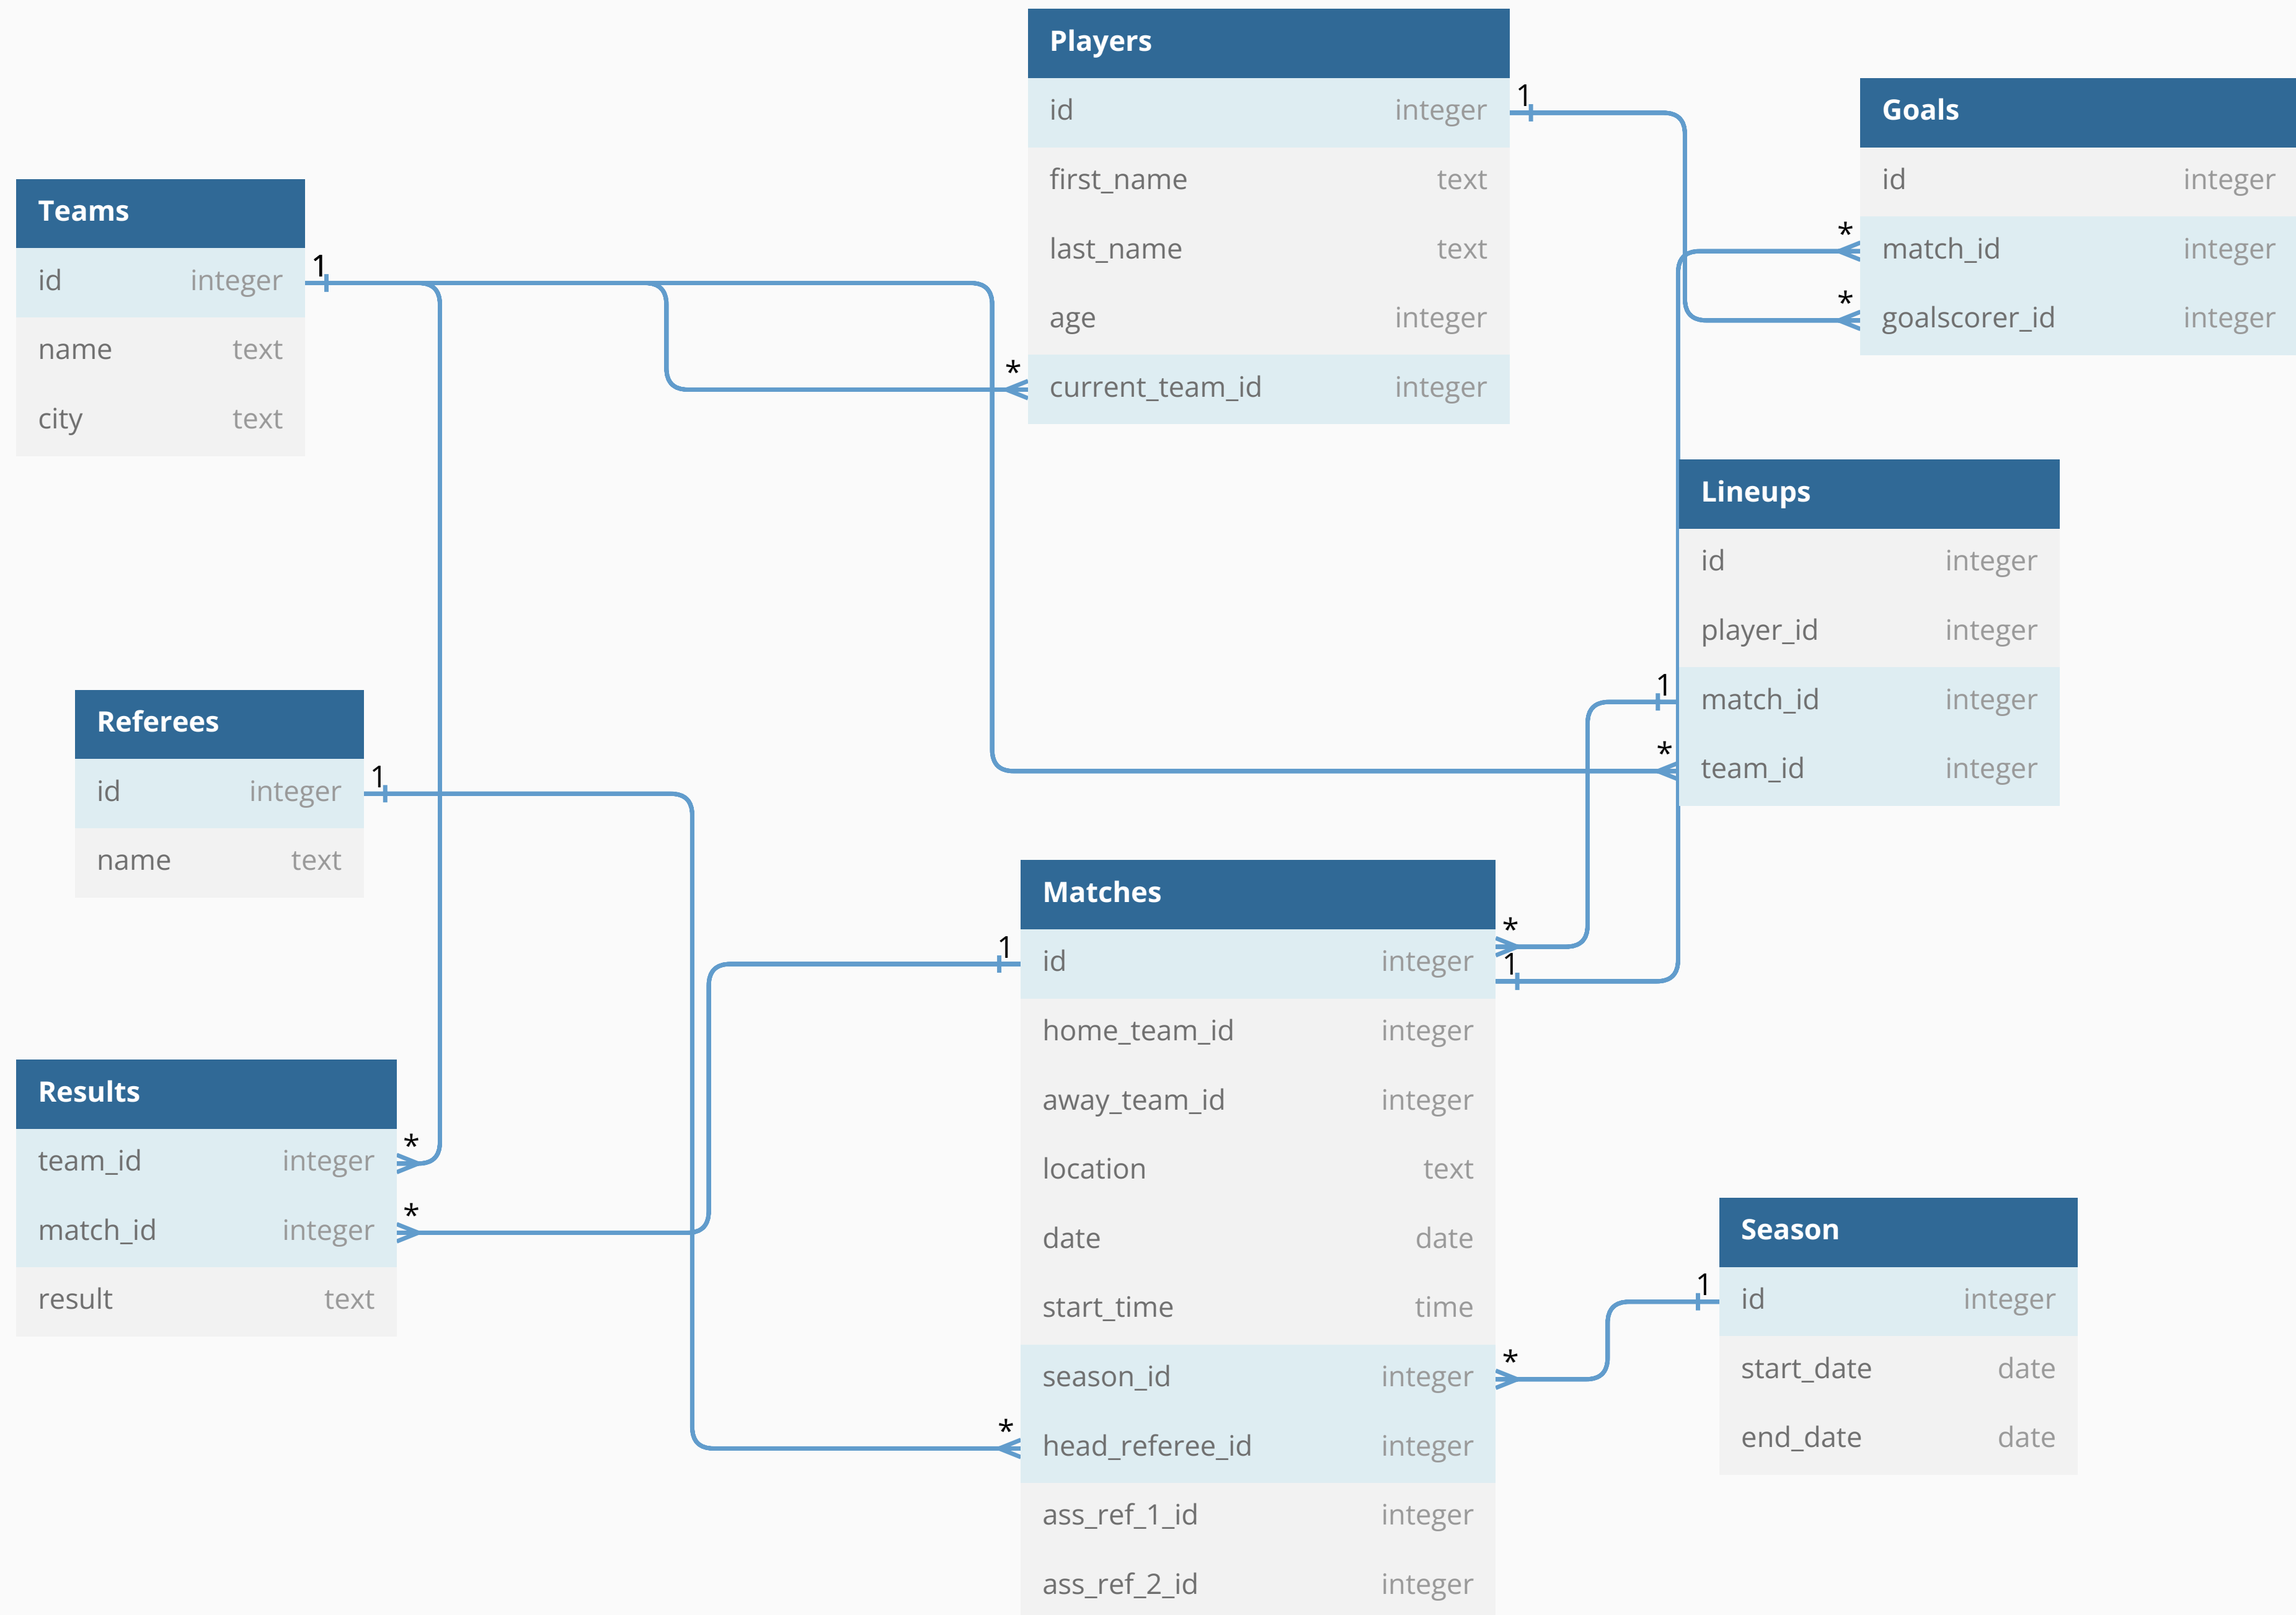 Players
id integer
first_name text
last_name text
age integer
current_team_id integer
1
*
Goals
id integer
match_id integer
goalscorer_id integer
*
*
Teams
id integer
name text
city text
1
Lineups
id integer
player_id integer
match_id integer
team_id integer
1
*
Referees
id integer
name text
1
Matches
id integer
home_team_id integer
away_team_id integer
location text
date date
start_time time
season_id integer
head_referee_id integer
ass_ref_1_id integer
ass_ref_2_id integer
1
*
1
*
*
Results
team_id integer
match_id integer
result text
*
*
Season
id integer
start_date date
end_date date
1